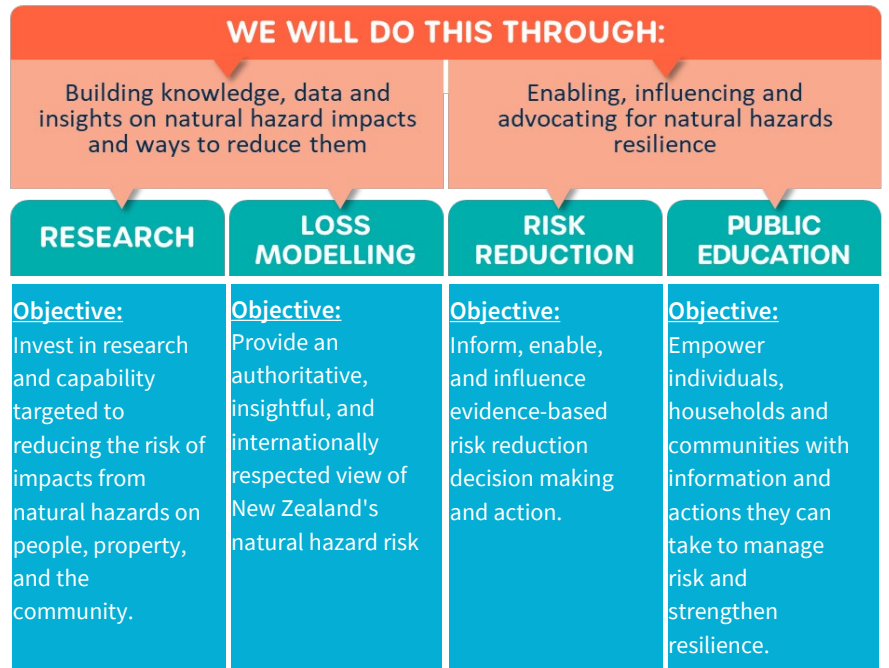 WE WILL DO THIS THROUGH:
Building knowledge, data and
insights on natural hazard impacts
and ways to reduce them
Enabling, influencing and
advocating for natural hazards
resilience
RESEARCH
LOSS
MODELLING
RISK
REDUCTION
PUBLIC
EDUCATION
Objective:
Invest in research
and capability
targeted to
reducing the risk of
impacts from
natural hazards on
people, property,
and the
community.
Objective:
Provide an
authoritative,
insightful, and
internationally
respected view of
New Zealand's
natural hazard risk
Objective:
Inform, enable,
and influence
evidence-based
risk reduction
decision making
and action.
Objective:
Empower
individuals,
households and
communities with
information and
actions they can
take to manage
risk and
strengthen
resilience.